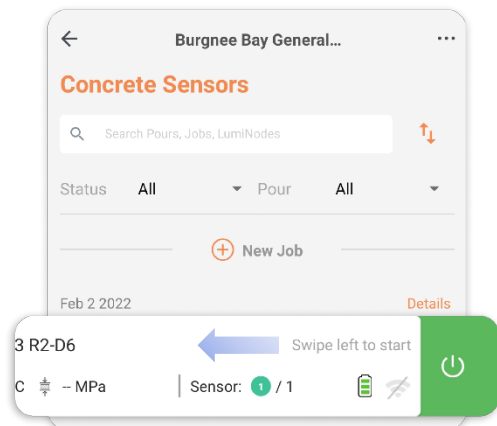 Burgnee Bay General...
Concrete Sensors
Search Pours, Jobs, LumiNodes
Status All Pour All
New Job
Feb 2 2022 Details
3 R2-D6 Swipe left to start
C -- MPa Sensor: 1 / 1